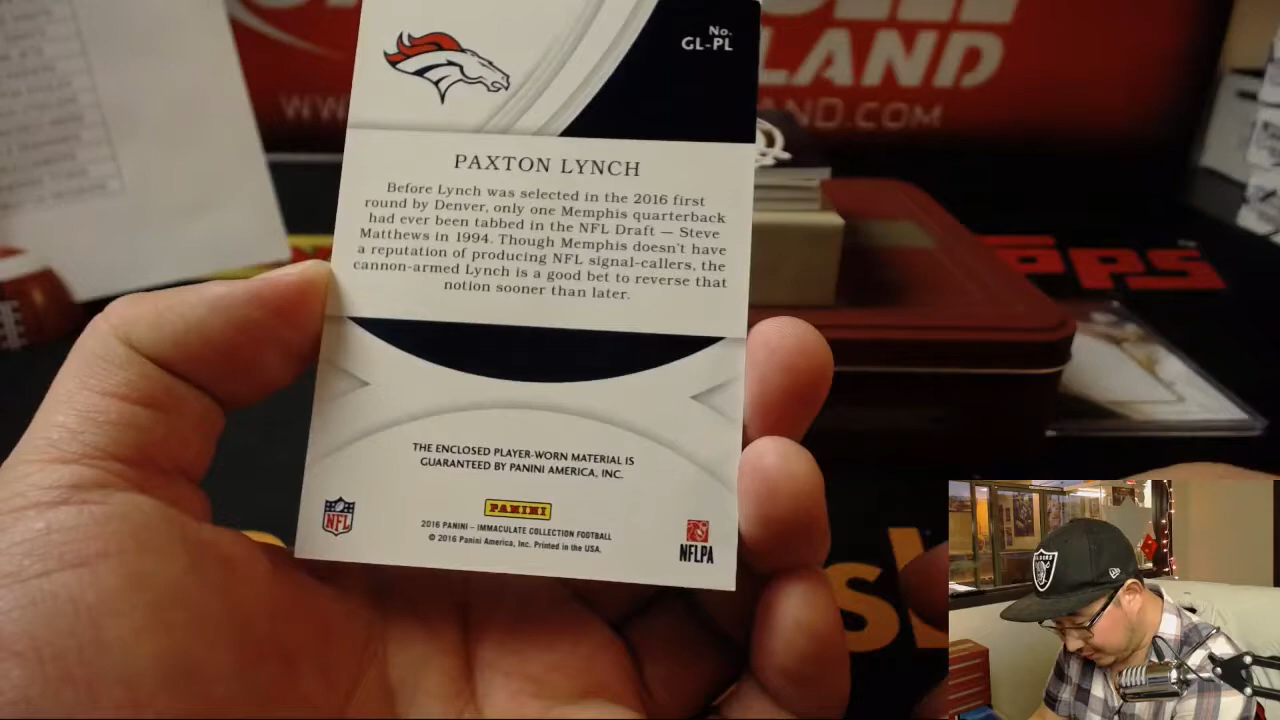 No.
GL-PL
LAND
ND.COM
PAXTON LYNCH
Before Lynch was selected in the 2016 first
round by Denver, only one Memphis quarterback
had ever been tabbed in the NFL Draft — Steve
Matthews in 1994. Though Memphis doesn't have
a reputation of producing NFL signal-callers, the
cannon-armed Lynch is a good bet to reverse that
notion sooner than later.
THE ENCLOSED PLAYER-WORN MATERIAL IS
GUARANTEED BY PANINI AMERICA, INC.
PANINI
2016 PANINI – IMMACULATE COLLECTION FOOTBALL
© 2016 Panini America, Inc. Printed in the USA.
NFL
NFLPA
RAIDERS